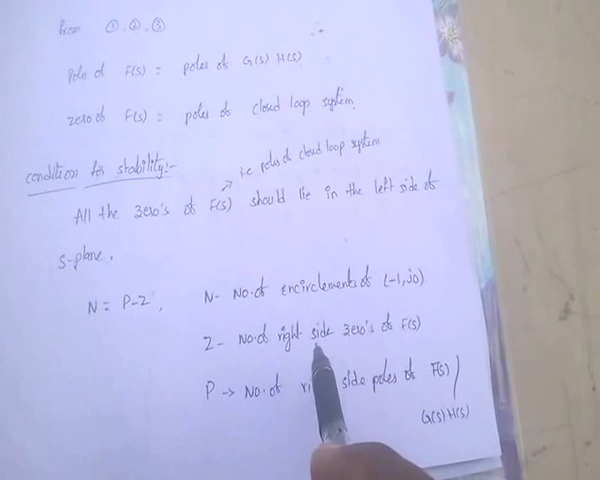 from ①, ②, ③
Poles of F(s) = poles of G(s) H(s)
zero of F(s) = poles of closed loop system
Condition for stability:-
i.e poles of closed loop system
All the zero's of F(s) should lie in the left side of
S-plane.
N = P-Z, N - No. of encirclements of (-1, j0)
Z - No. of right side zero's of F(s)
P → No. of side poles of F(s) /
G(s) H(s)